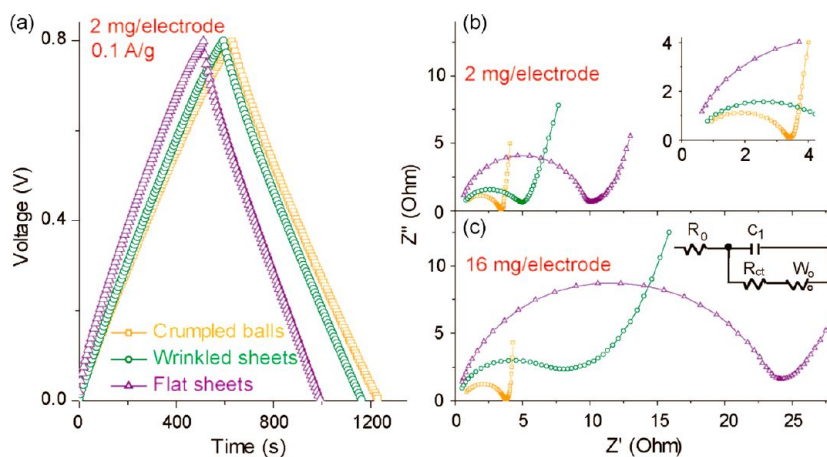 (a)
2 mg/electrode
0.1 A/g
0.8
0.4
0.0
Voltage (V)
Crumpled balls
Wrinkled sheets
Flat sheets
0
400
800
1200
Time (s)
(b)
2 mg/electrode
10
5
0
4
2
0
0
2
4
Z" (Ohm)
(c)
16 mg/electrode
R0
C1
Rct
Wo
10
5
0
0
5
10
15
20
25
Z' (Ohm)